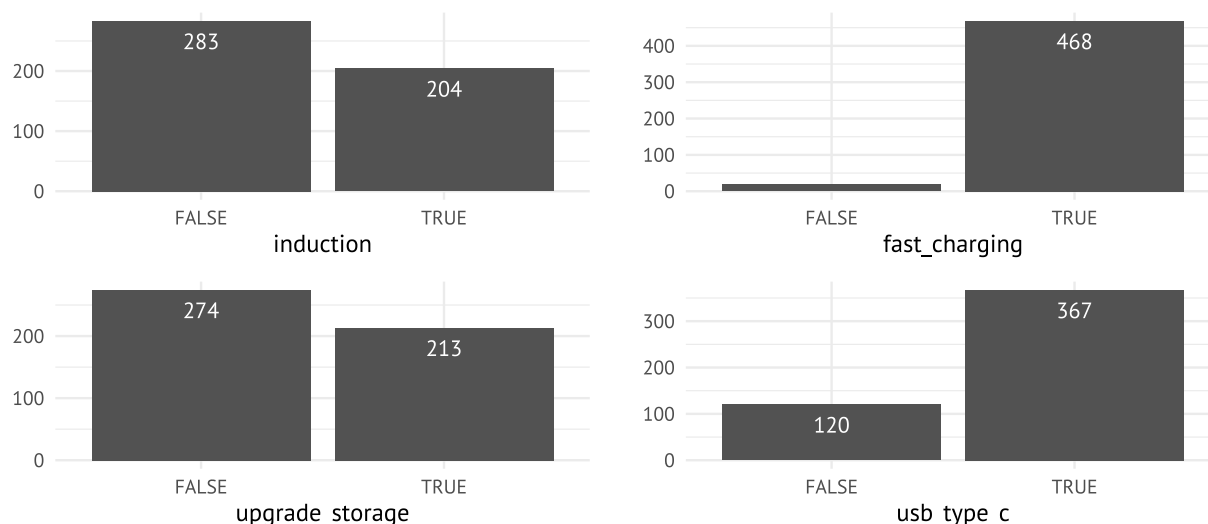 283
204
200
100
0
FALSE TRUE
induction
468
400
300
200
100
0
FALSE TRUE
fast_charging
274
213
200
100
0
FALSE TRUE
upgrade_storage
367
300
200
120
100
0
FALSE TRUE
usb_type_c